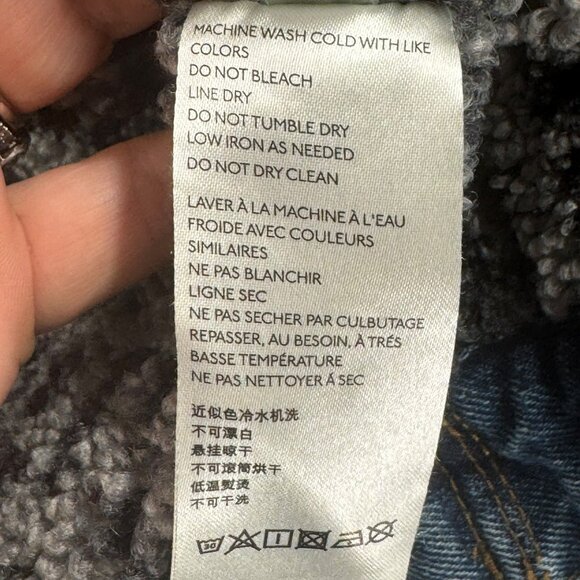 MACHINE WASH COLD WITH LIKE
COLORS
DO NOT BLEACH
LINE DRY
DO NOT TUMBLE DRY
LOW IRON AS NEEDED
DO NOT DRY CLEAN
LAVER À LA MACHINE À L'EAU
FROIDE AVEC COULEURS
SIMILAIRES
NE PAS BLANCHIR
LIGNE SEC
NE PAS SECHER PAR CULBUTAGE
REPASSER, AU BESOIN, À TRÉS
BASSE TEMPÉRATURE
NE PAS NETTOYER Á SEC
近似色冷水机洗
不可漂白
悬挂晾干
不可滚筒烘干
低温熨烫
不可干洗
30